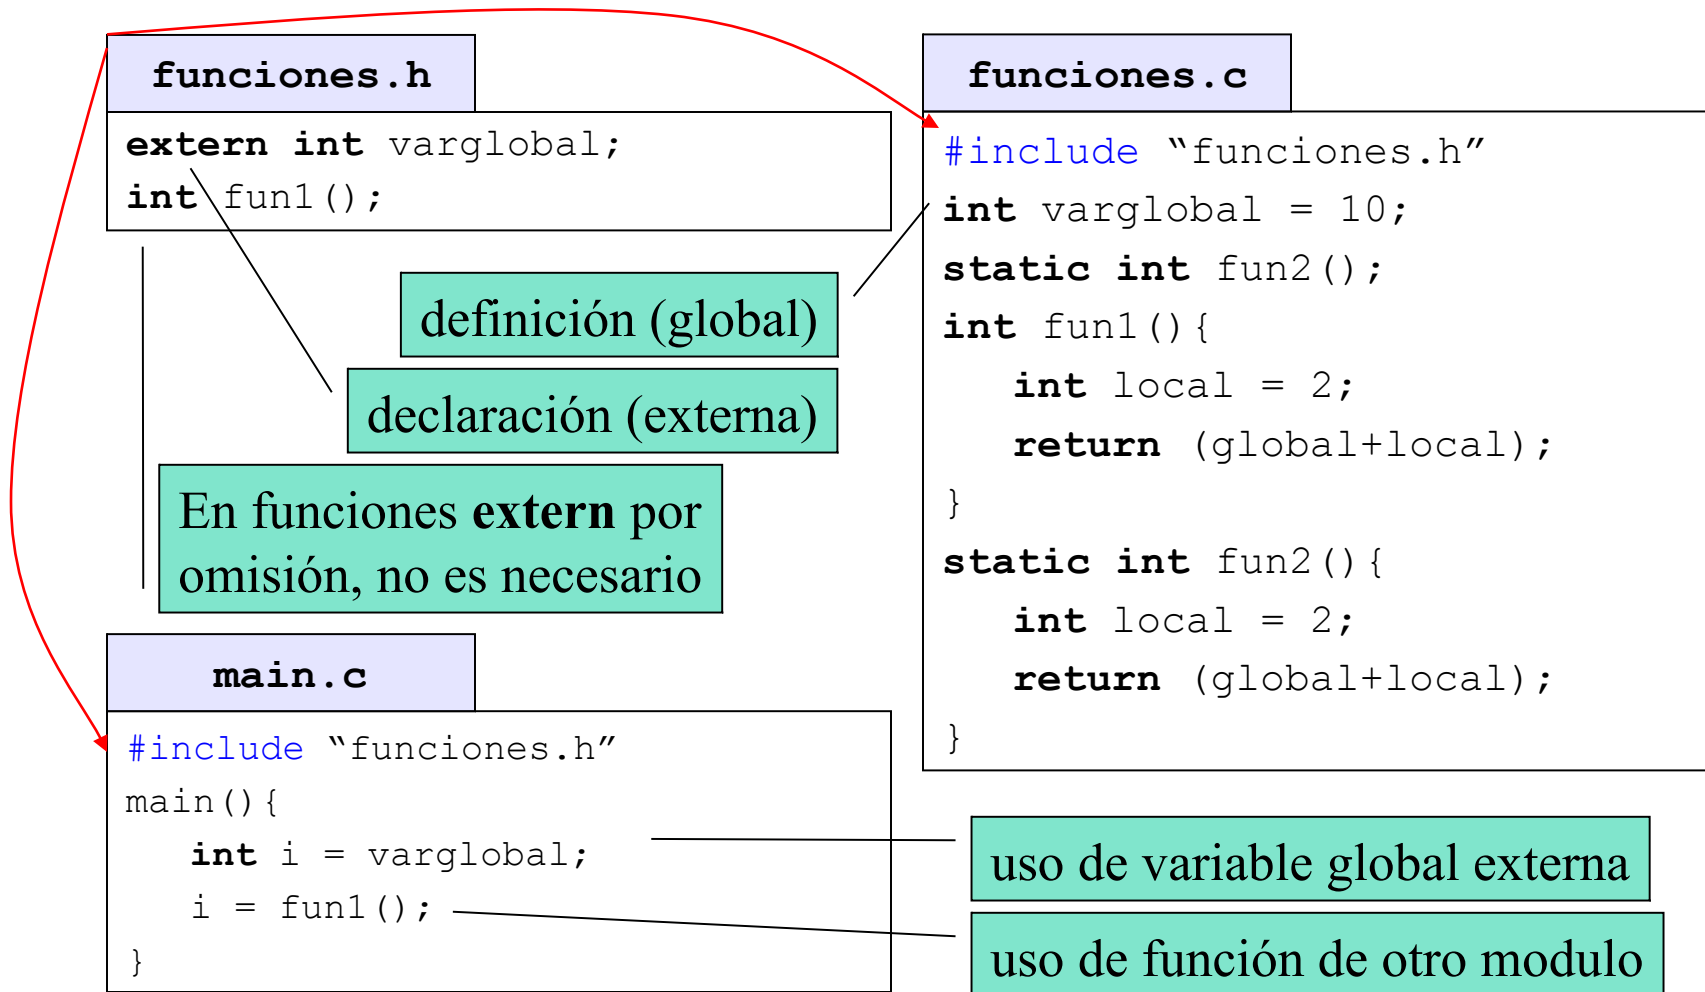 funciones.h
extern int varglobal;
int fun1();
definición (global)
declaración (externa)
En funciones extern por
omisión, no es necesario
main.c
#include “funciones.h”
main(){
int i = varglobal;
i = fun1();
}
funciones.c
#include “funciones.h”
int varglobal = 10;
static int fun2();
int fun1(){
int local = 2;
return (global+local);
}
static int fun2(){
int local = 2;
return (global+local);
}
uso de variable global externa
uso de función de otro modulo